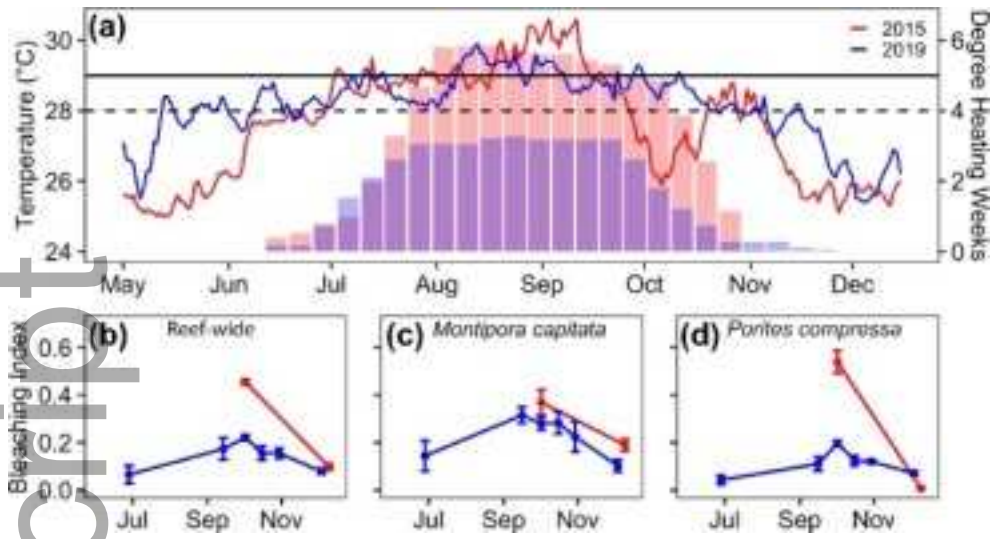 (a)
2015
2019
Temperature (°C)
30
28
26
24
Degree Heating Weeks
6
4
2
0
May Jun Jul Aug Sep Oct Nov Dec
(b) Reef-wide
(c) Montipora capitata
(d) Porites compressa
Bleaching Index
0.6
0.4
0.2
0.0
Jul Sep Nov
Jul Sep Nov
Jul Sep Nov
cript